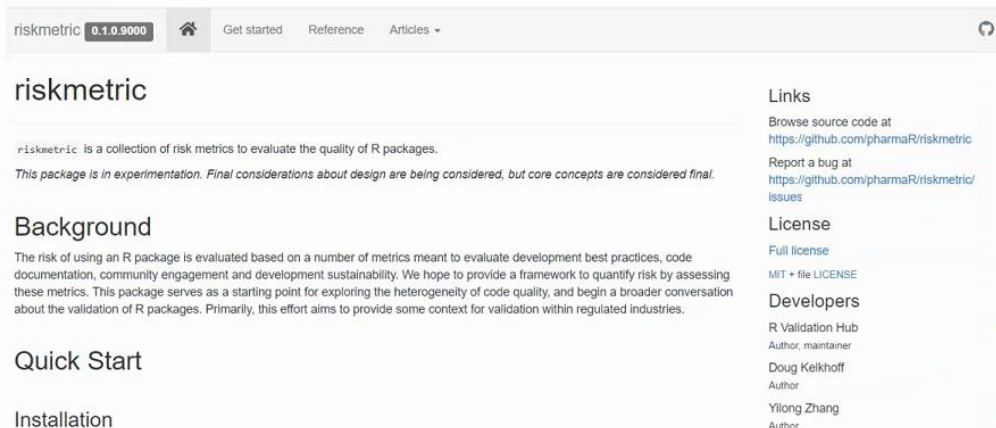 riskmetric 0.1.0.9000 Get started Reference Articles
riskmetric
riskmetric is a collection of risk metrics to evaluate the quality of R packages.
This package is in experimentation. Final considerations about design are being considered, but core concepts are considered final.
Background
The risk of using an R package is evaluated based on a number of metrics meant to evaluate development best practices, code
documentation, community engagement and development sustainability. We hope to provide a framework to quantify risk by assessing
these metrics. This package serves as a starting point for exploring the heterogeneity of code quality, and begin a broader conversation
about the validation of R packages. Primarily, this effort aims to provide some context for validation within regulated industries.
Quick Start
Installation
Links
Browse source code at
https://github.com/pharmaR/riskmetric
Report a bug at
https://github.com/pharmaR/riskmetric/
issues
License
Full license
MIT + file LICENSE
Developers
R Validation Hub
Author, maintainer
Doug Kelkhoff
Author
Yilong Zhang
Author